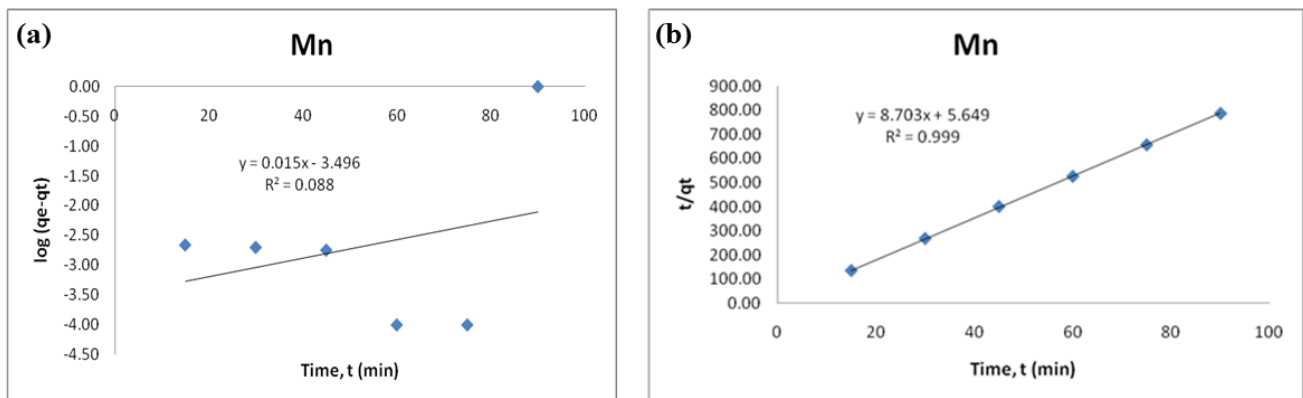 (a)
Mn
0.00
-0.50
-1.00
-1.50
-2.00
-2.50
-3.00
-3.50
-4.00
-4.50
0
20
40
60
80
100
y = 0.015x - 3.496
R² = 0.088
log (qe-qt)
Time, t (min)
(b)
Mn
900.00
800.00
700.00
600.00
500.00
400.00
300.00
200.00
100.00
0.00
y = 8.703x + 5.649
R² = 0.999
t/qt
0
20
40
60
80
100
Time, t (min)